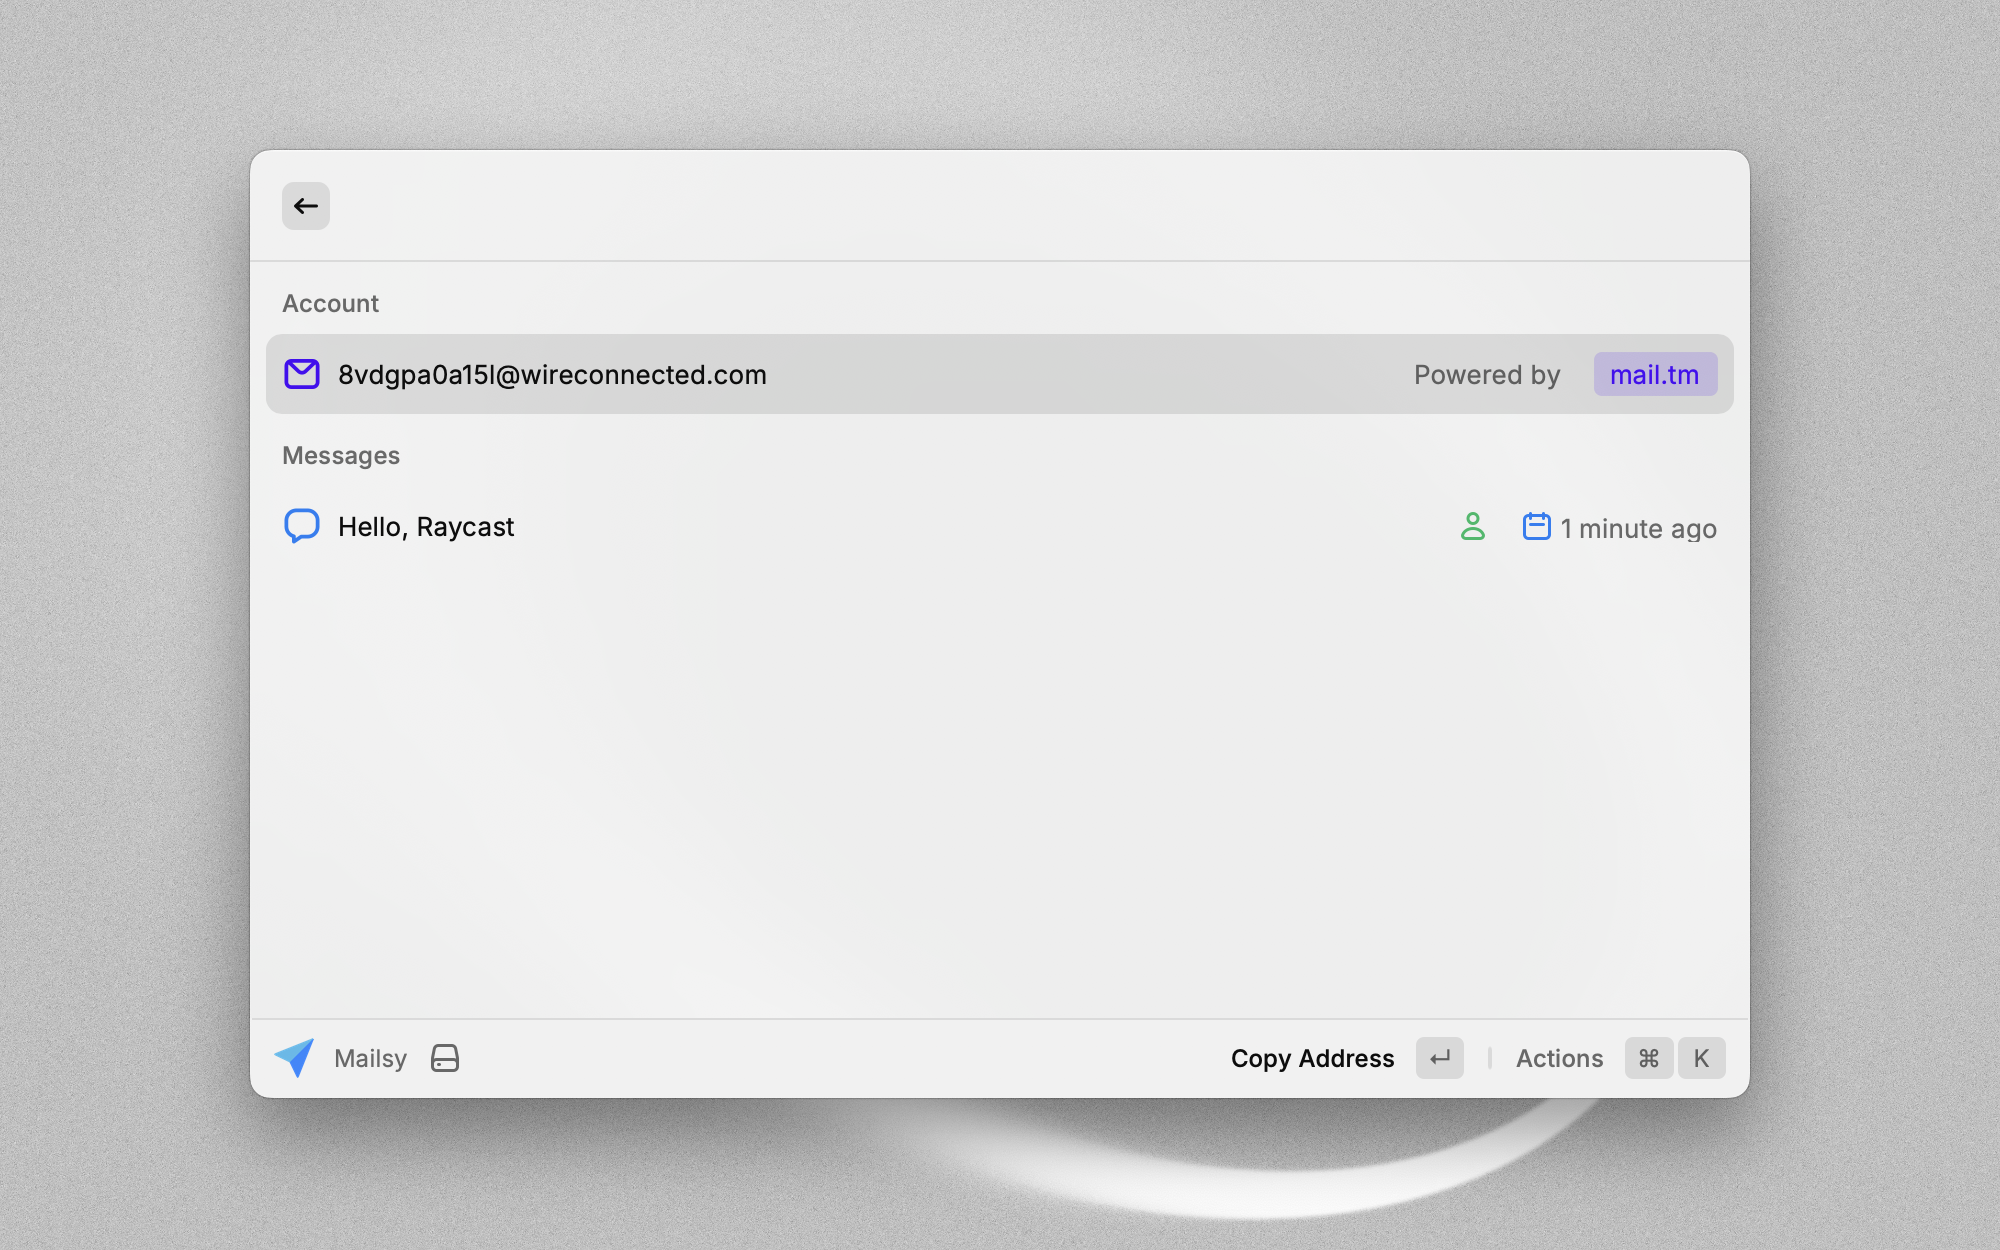 Account
8vdgpa0a15l@wireconnected.com Powered by mail.tm
Messages
Hello, Raycast 1 minute ago
Mailsy Copy Address ↵ Actions ⌘ K